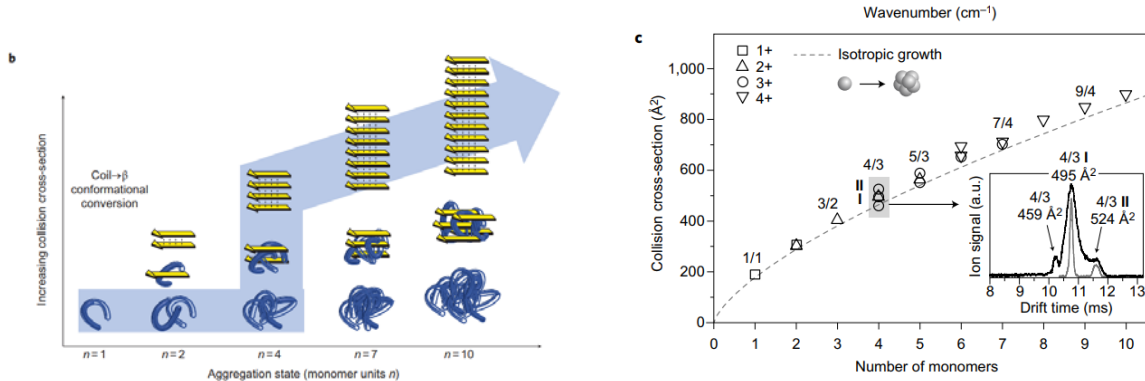 b
Increasing collision cross-section
Coil→β
conformational
conversion
n=1
n=2
n=4
n=7
n=10
Aggregation state (monomer units n)
Wavenumber (cm⁻¹)
c
1+
2+
3+
4+
Isotropic growth
Collision cross-section (Å²)
1,000
800
600
400
200
0
1/1
3/2
4/3
II
I
5/3
7/4
9/4
4/3 I
495 Å²
4/3
459 Å²
4/3 II
524 Å²
Ion signal (a.u.)
8 9 10 11 12 13
Drift time (ms)
0 1 2 3 4 5 6 7 8 9 10
Number of monomers